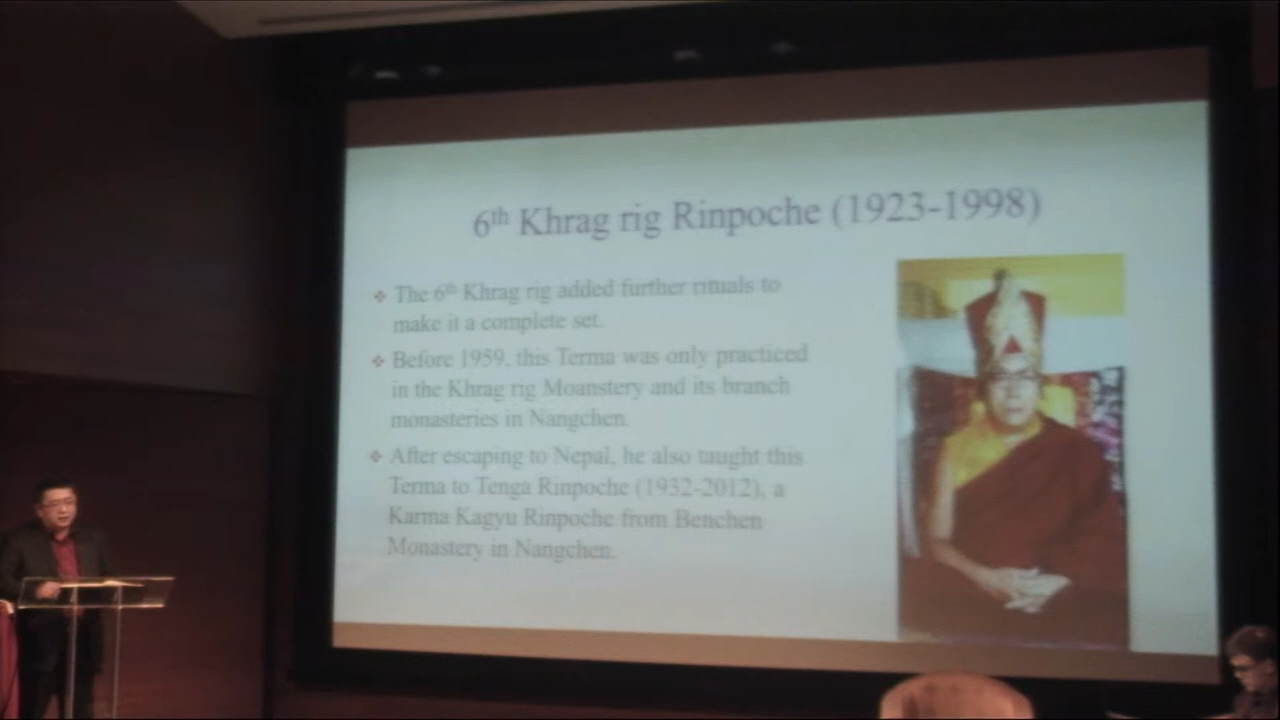 6th Khrag rig Rinpoche (1923-1998)
❖ The 6th Khrag rig added further rituals to
make it a complete set.
❖ Before 1959, this Terma was only practiced
in the Khrag rig Moanstery and its branch
monasteries in Nangchen.
❖ After escaping to Nepal, he also taught this
Terma to Tenga Rinpoche (1932-2012), a
Karma Kagyu Rinpoche from Benchen
Monastery in Nangchen.